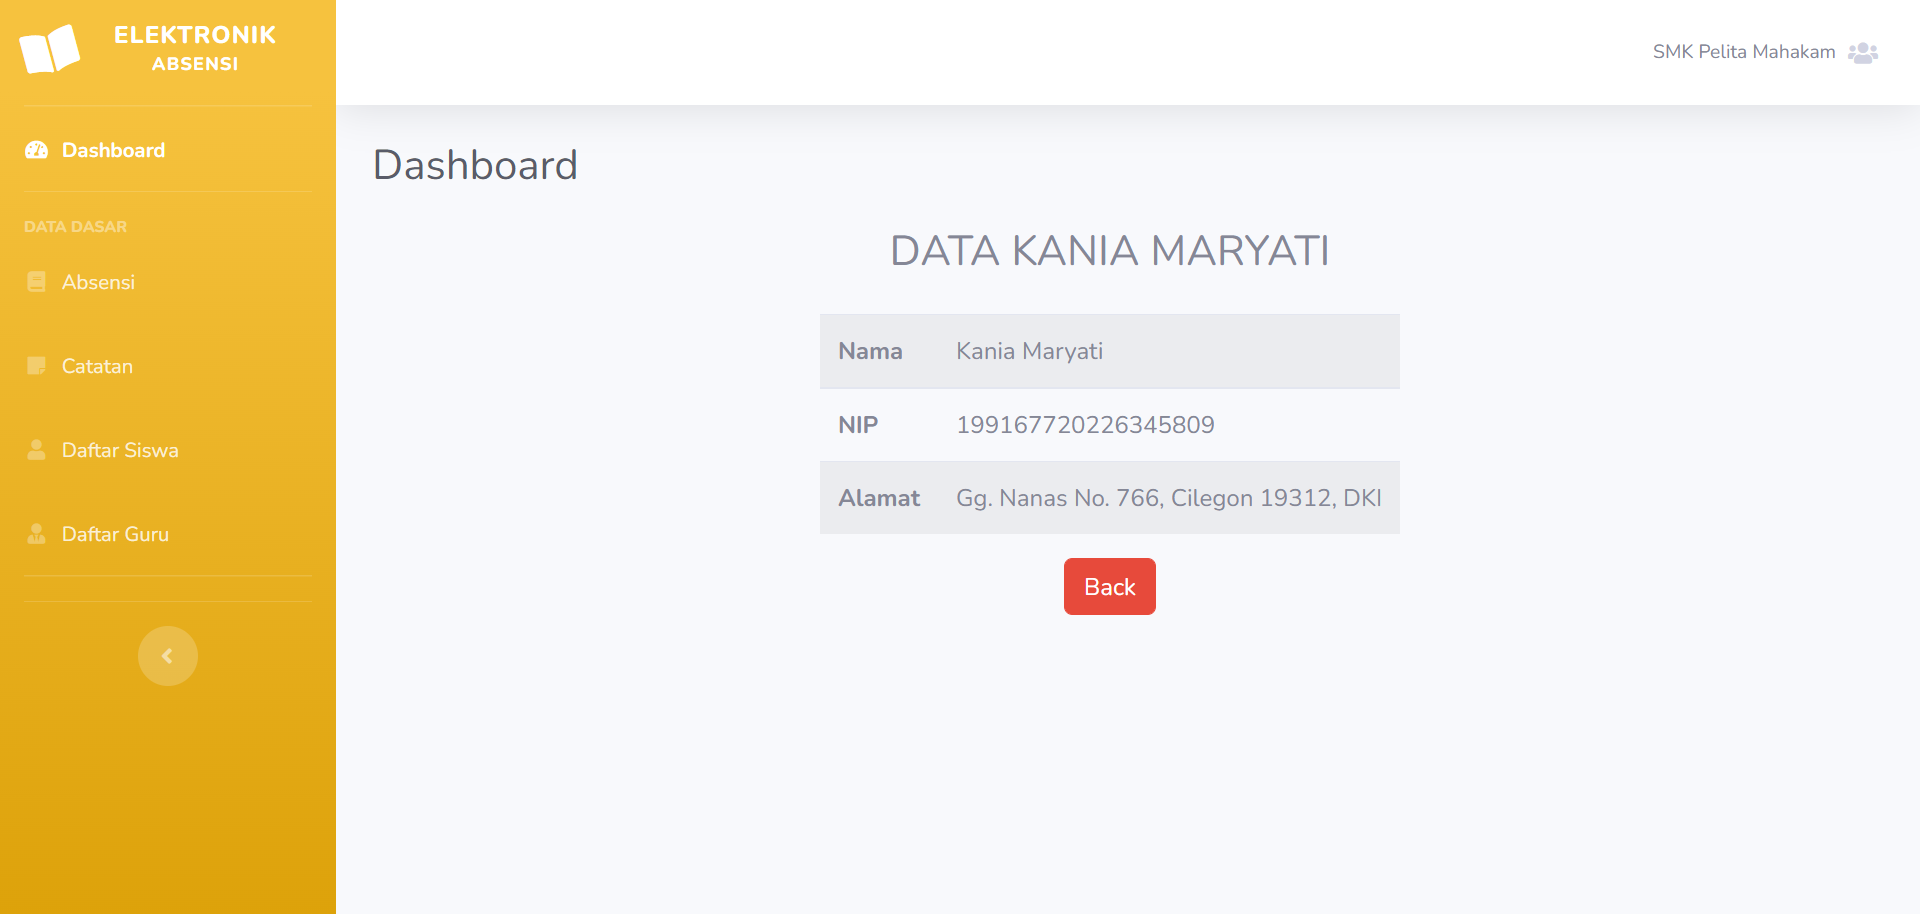 ELEKTRONIK
ABSENSI
SMK Pelita Mahakam
Dashboard
DATA DASAR
Absensi
Catatan
Daftar Siswa
Daftar Guru
Dashboard
DATA KANIA MARYATI
Nama Kania Maryati
NIP 199167720226345809
Alamat Gg. Nanas No. 766, Cilegon 19312, DKI
Back